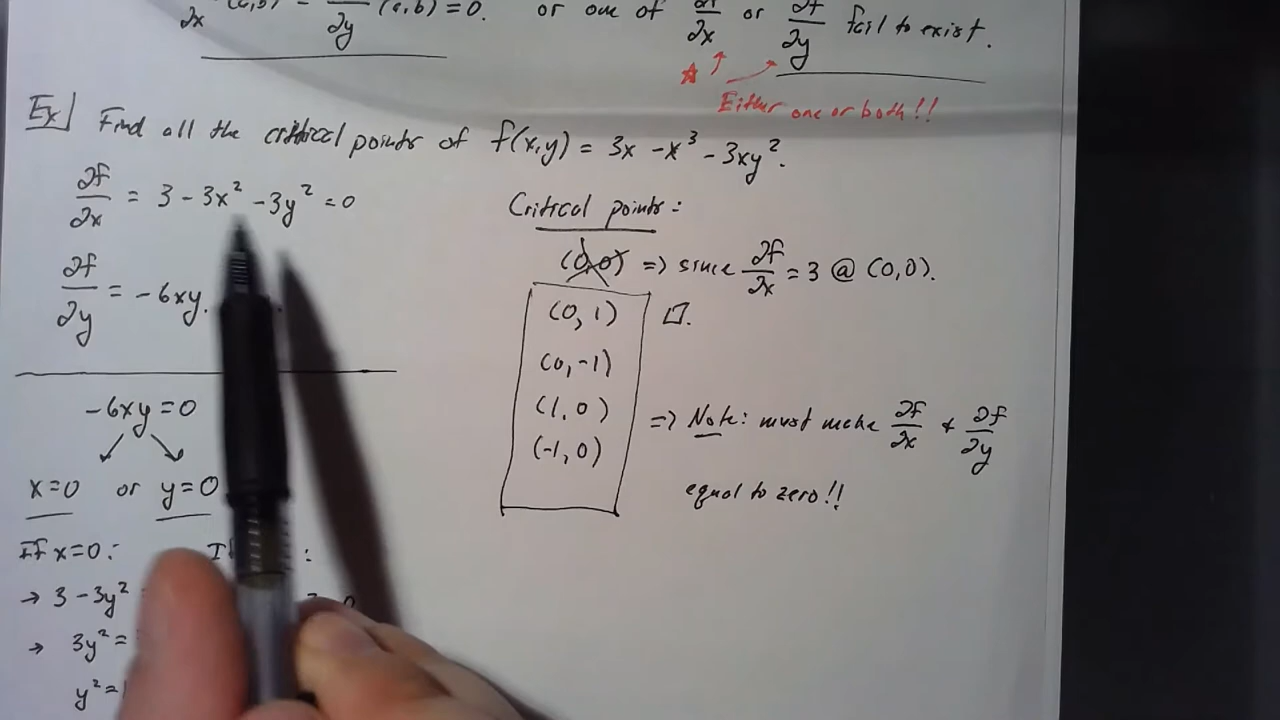 ∂x (a,b) = ∂y (a,b) = 0. or one of ∂f/∂x or ∂f/∂y fail to exist.
Either one or both!!
Ex] Find all the critical points of f(x,y) = 3x - x³ - 3xy².
∂f/∂x = 3 - 3x² - 3y² = 0
∂f/∂y = -6xy.
-6xy = 0
x=0 or y=0
If x=0:
→ 3 - 3y²
→ 3y² =
y² =
Critical points:
(0,0) => since ∂f/∂x = 3 @ (0,0).
(0, 1)
(0, -1)
(1, 0)
(-1, 0)
=> Note: must make ∂f/∂x & ∂f/∂y
equal to zero!!